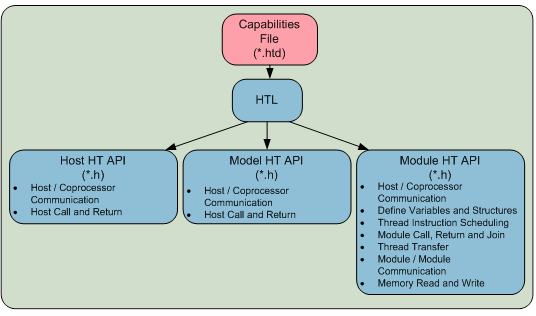 Capabilities
File
(*.htd)
HTL
Host HT API
(*.h)
• Host / Coprocessor
Communication
• Host Call and Return
Model HT API
(*.h)
• Host / Coprocessor
Communication
• Host Call and Return
Module HT API
(*.h)
• Host / Coprocessor
Communication
• Define Variables and Structures
• Thread Instruction Scheduling
• Module Call, Return and Join
• Thread Transfer
• Module / Module
Communication
• Memory Read and Write